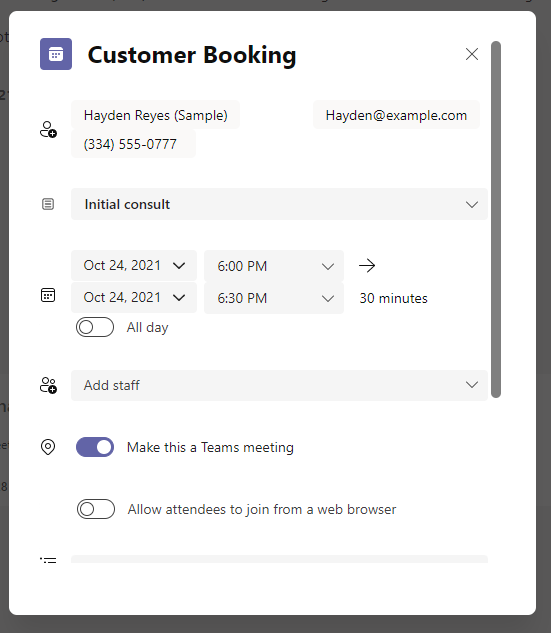 Customer Booking
Hayden Reyes (Sample)
Hayden@example.com
(334) 555-0777
Initial consult
Oct 24, 2021
6:00 PM
Oct 24, 2021
6:30 PM
30 minutes
All day
Add staff
Make this a Teams meeting
Allow attendees to join from a web browser